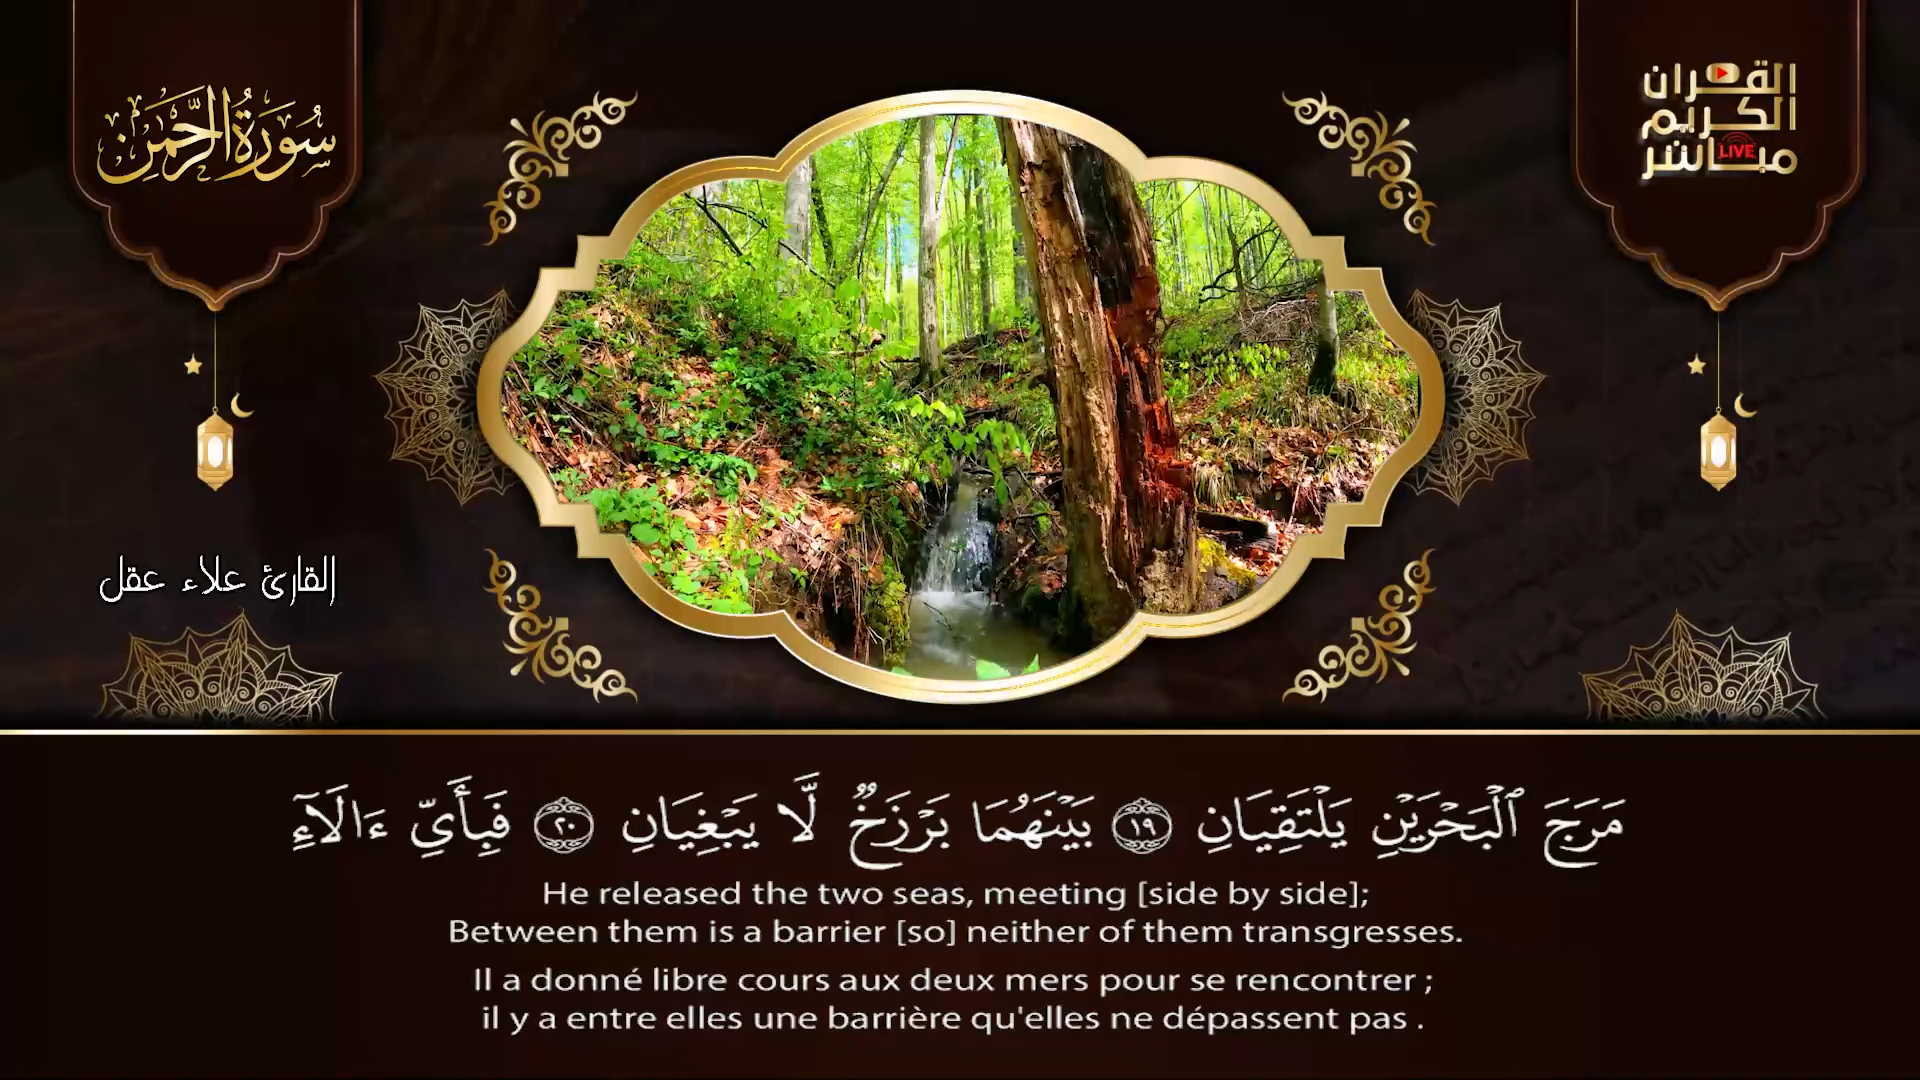 سُورَةُ الرَّحْمَٰن
القرآن
الكريم
مباشر
LIVE
القارئ علاء عقل
مَرَجَ ٱلْبَحْرَيْنِ يَلْتَقِيَانِ ١٩ بَيْنَهُمَا بَرْزَخٌ لَّا يَبْغِيَانِ ٢٠ فَبِأَىِّ ءَالَآءِ
He released the two seas, meeting [side by side];
Between them is a barrier [so] neither of them transgresses.
Il a donné libre cours aux deux mers pour se rencontrer ;
il y a entre elles une barrière qu'elles ne dépassent pas .